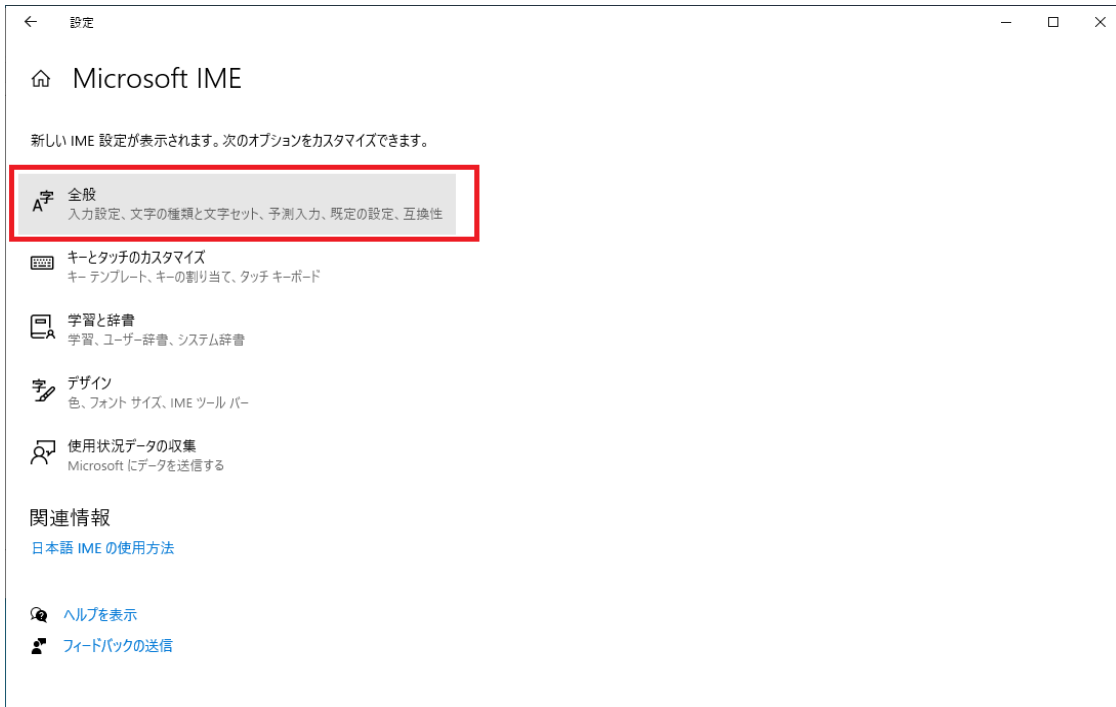 設定
Microsoft IME
新しい IME 設定が表示されます。次のオプションをカスタマイズできます。
全般
入力設定、文字の種類と文字セット、予測入力、既定の設定、互換性
キーとタッチのカスタマイズ
キー テンプレート、キーの割り当て、タッチ キーボード
学習と辞書
学習、ユーザー辞書、システム辞書
デザイン
色、フォント サイズ、IME ツール バー
使用状況データの収集
Microsoft にデータを送信する
関連情報
日本語 IME の使用方法
ヘルプを表示
フィードバックの送信